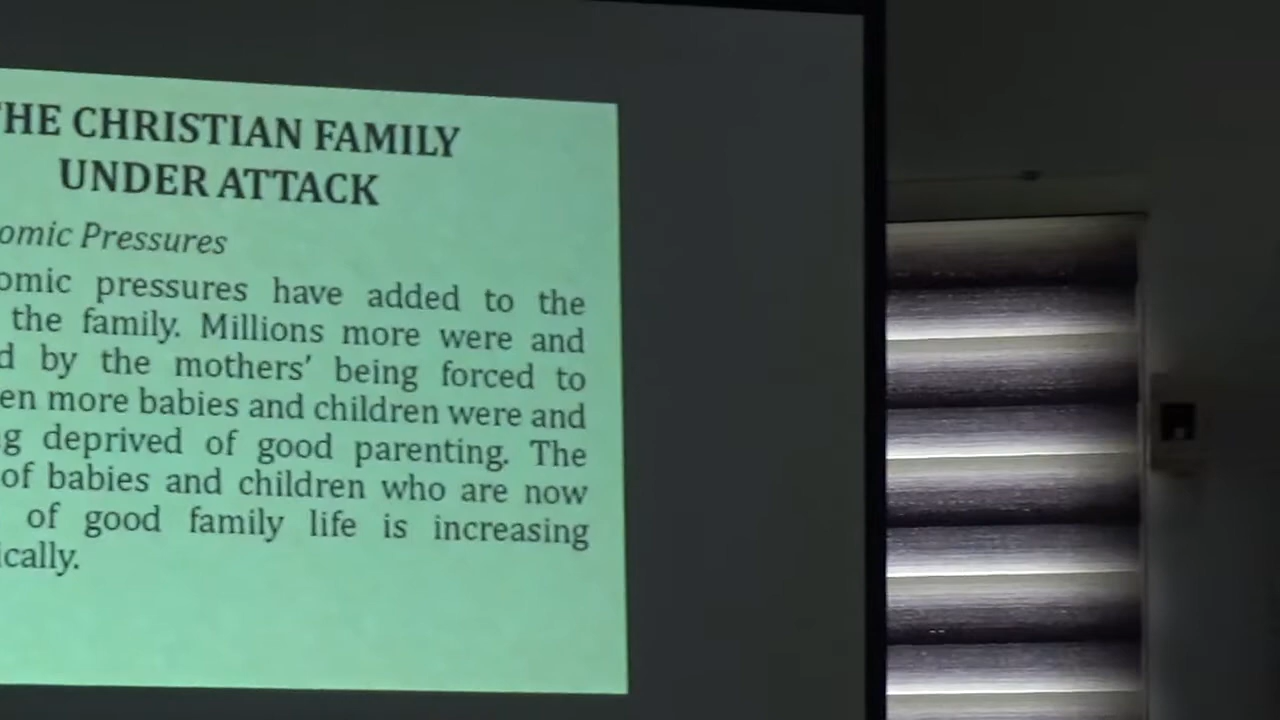 THE CHRISTIAN FAMILY
UNDER ATTACK
omic Pressures
omic pressures have added to the
the family. Millions more were and
d by the mothers’ being forced to
en more babies and children were and
g deprived of good parenting. The
of babies and children who are now
of good family life is increasing
ically.